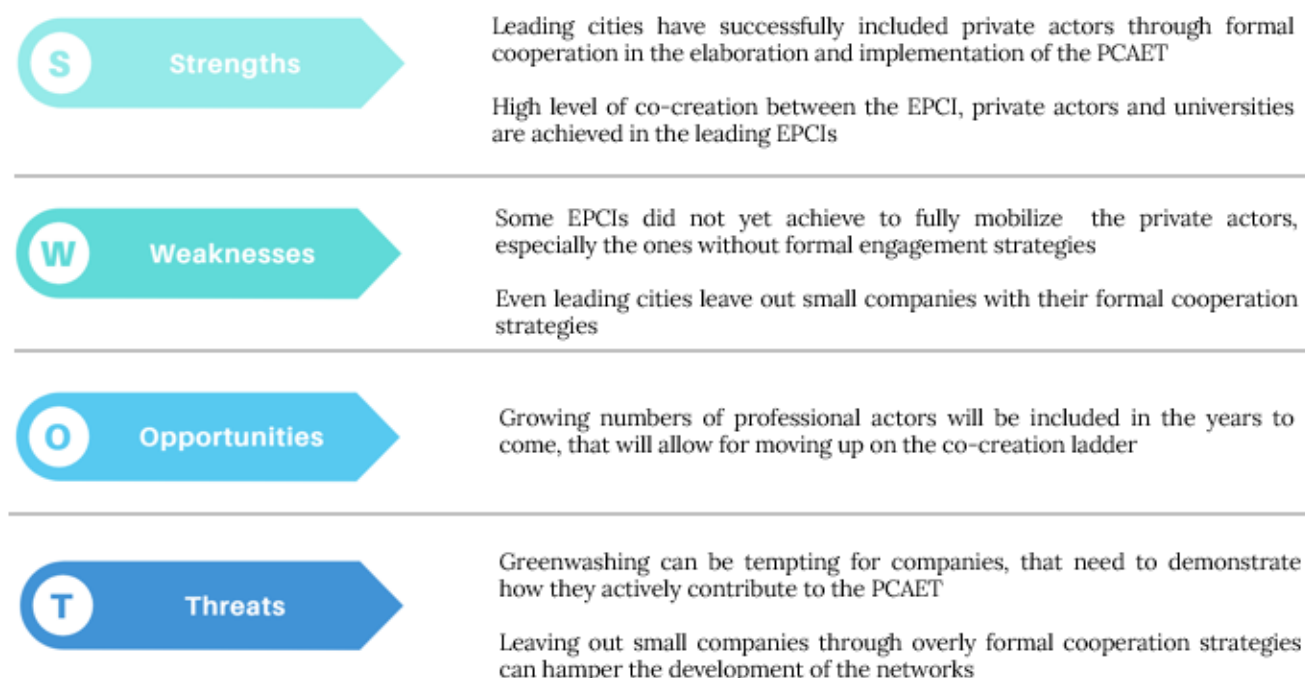 S
Strengths
Leading cities have successfully included private actors through formal
cooperation in the elaboration and implementation of the PCAET
High level of co-creation between the EPCI, private actors and universities
are achieved in the leading EPCIs
W
Weaknesses
Some EPCIs did not yet achieve to fully mobilize the private actors,
especially the ones without formal engagement strategies
Even leading cities leave out small companies with their formal cooperation
strategies
O
Opportunities
Growing numbers of professional actors will be included in the years to
come, that will allow for moving up on the co-creation ladder
T
Threats
Greenwashing can be tempting for companies, that need to demonstrate
how they actively contribute to the PCAET
Leaving out small companies through overly formal cooperation strategies
can hamper the development of the networks